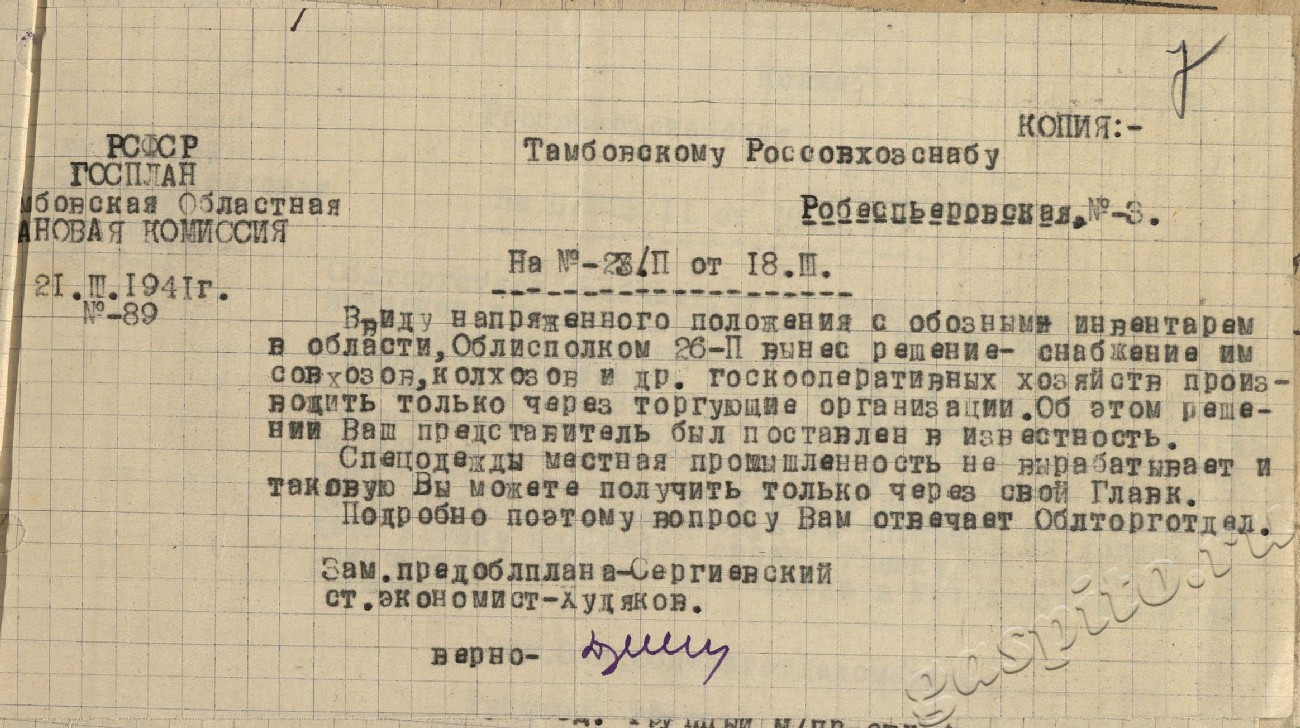 7
КОПИЯ:-
РСФСР
ГОСПЛАН
мбовская Областная
АНОВАЯ КОМИССИЯ
21.III.1941г.
№-89
Тамбовскому Россовхозснабу
Робеспьеровская,№-3.
На №-23/П от 18.III.
Ввиду напряженного положения с обозным инвентарем
в области,Облисполком 26-П вынес решение- снабжение им
совхозов,колхозов и др. госкооперативных хозяйств произ-
водить только через торгующие организации.Об этом реше-
нии Ваш представитель был поставлен в известность.
Спецодежды местная промышленность не вырабатывает и
таковую Вы можете получить только через свой Главк.
Подробно поэтому вопросу Вам отвечает Облторготдел.
Зам.предоблплана-Сергиевский
ст.экономист-Худяков.
верно-
gaspito.ru